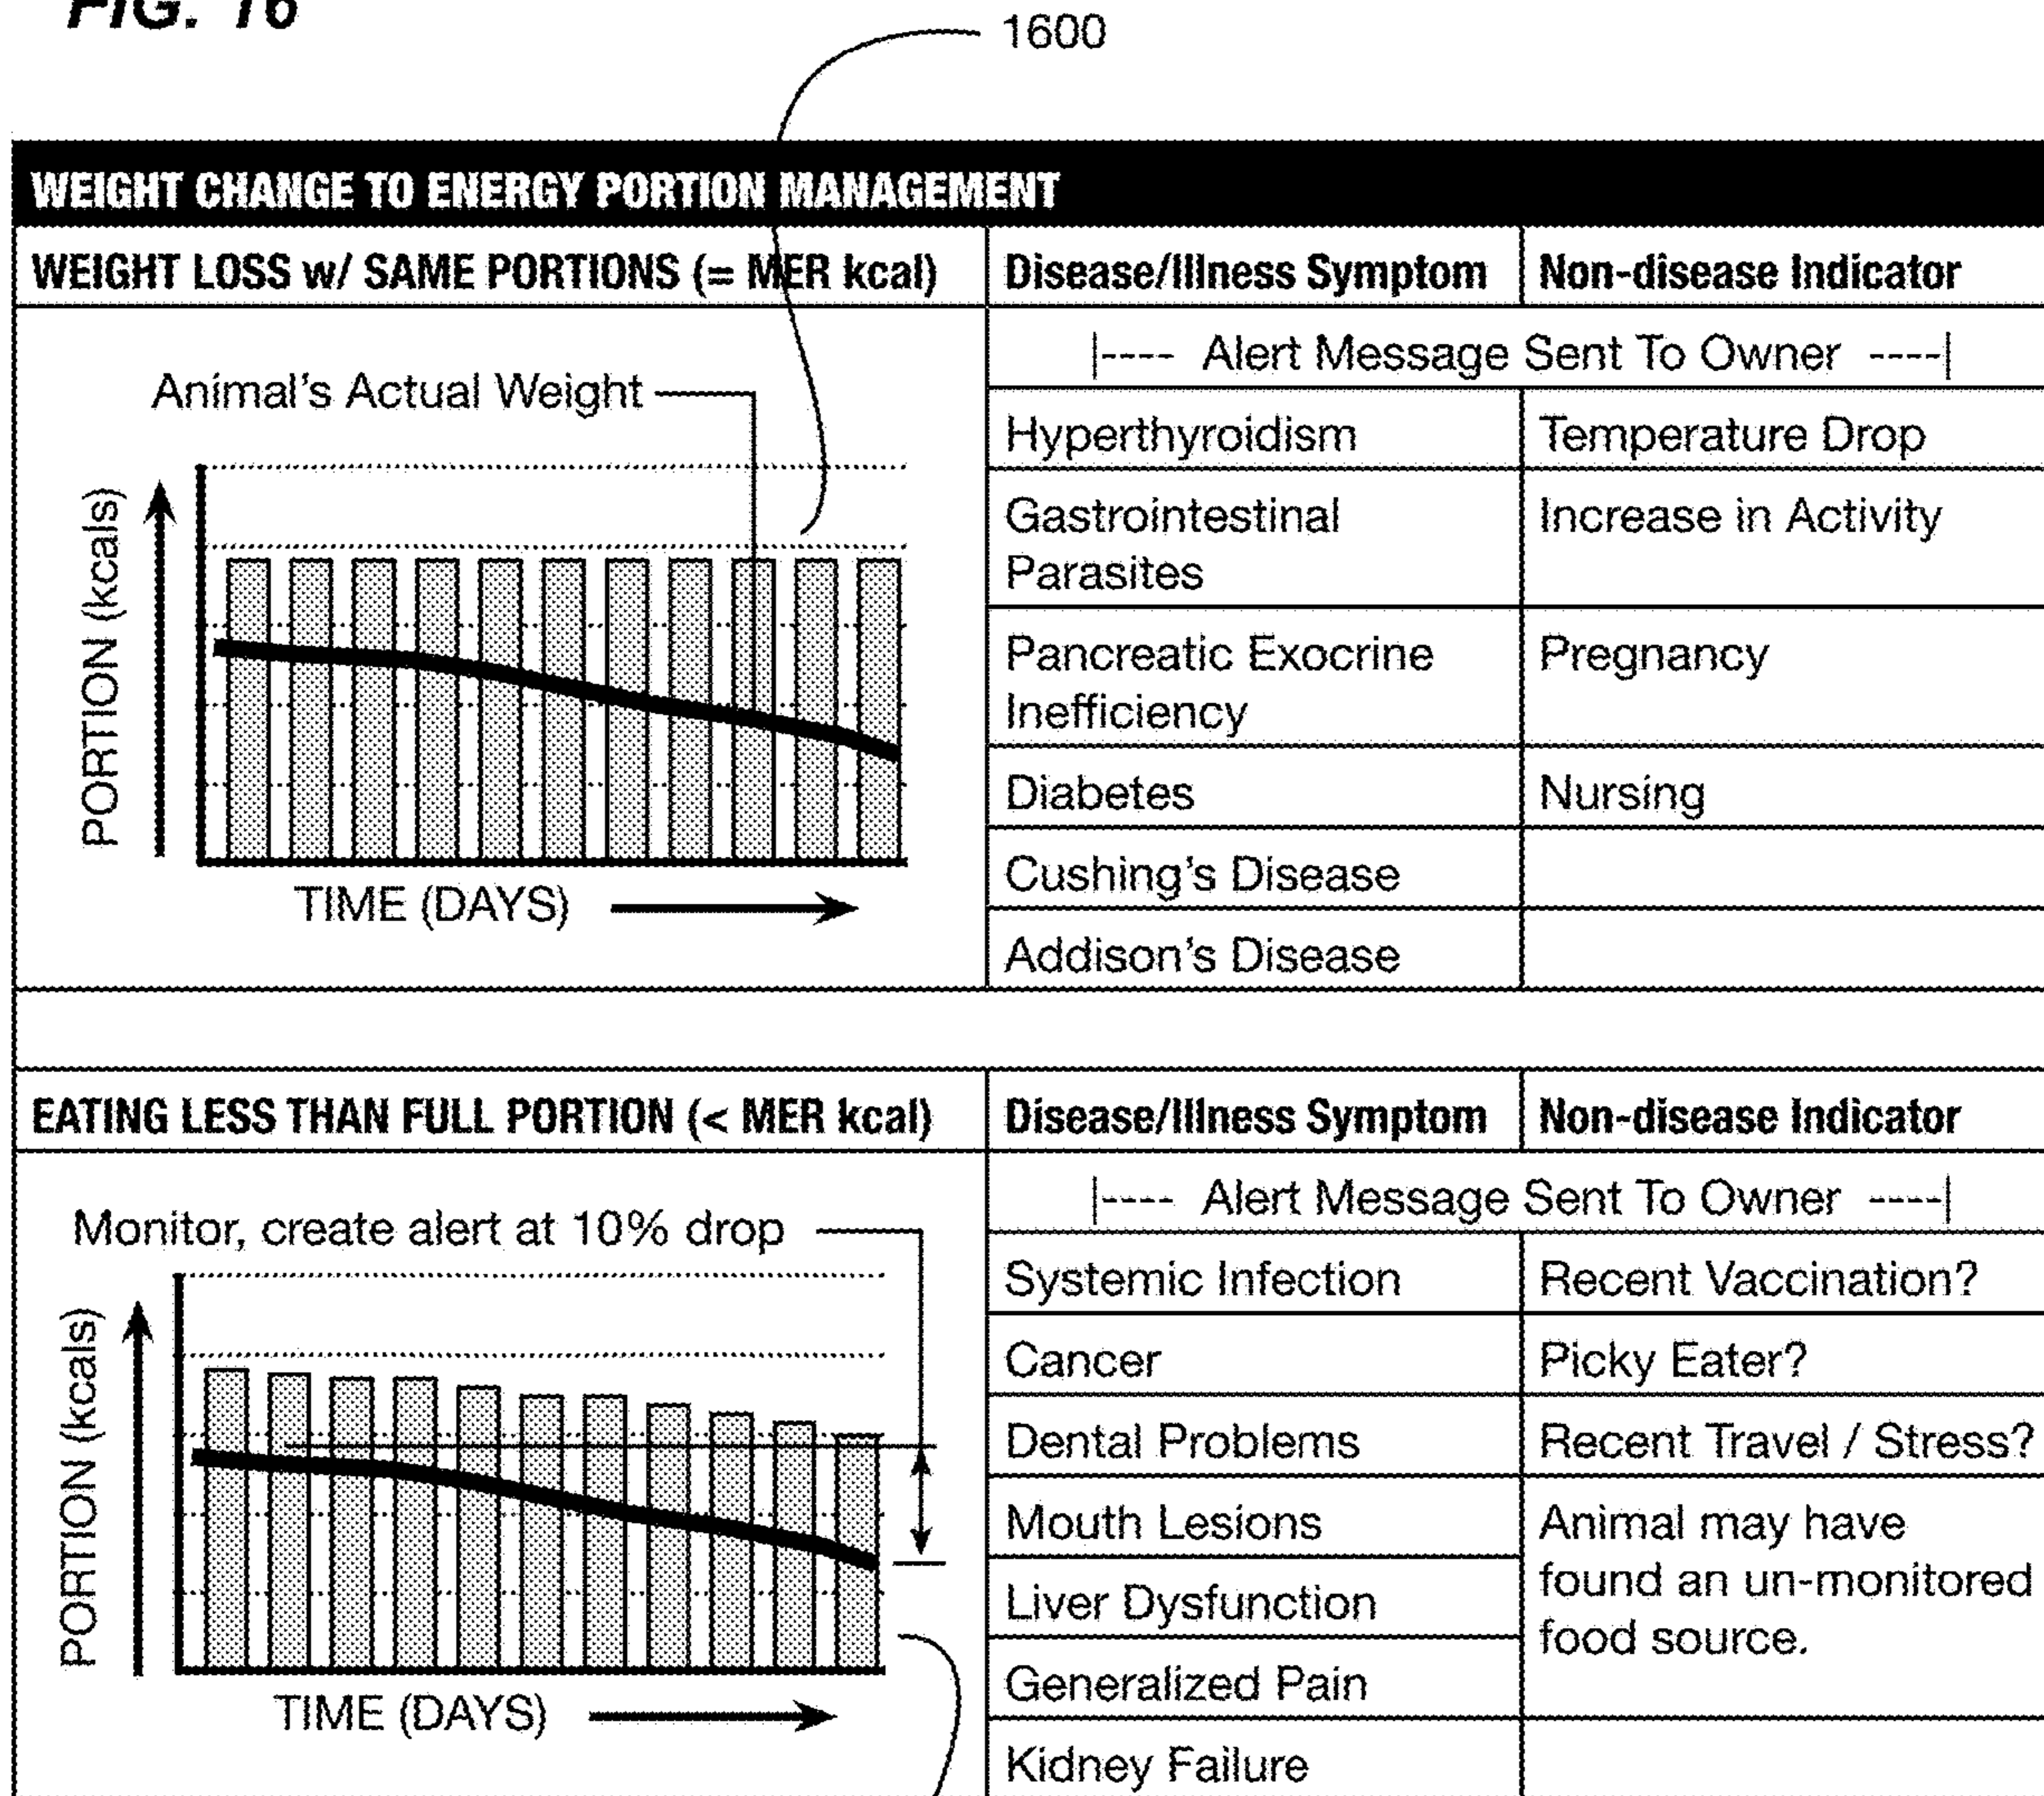 FIG. 16
1600
WEIGHT CHANGE TO ENERGY PORTION MANAGEMENT
WEIGHT LOSS w/ SAME PORTIONS (= MER kcal)
Disease/Illness Symptom
Non-disease Indicator
|---- Alert Message Sent To Owner ----|
Animal's Actual Weight
PORTION (kcals)
TIME (DAYS)
Hyperthyroidism
Temperature Drop
Gastrointestinal
Parasites
Increase in Activity
Pancreatic Exocrine
Inefficiency
Pregnancy
Diabetes
Nursing
Cushing's Disease
Addison's Disease
EATING LESS THAN FULL PORTION (< MER kcal)
Disease/Illness Symptom
Non-disease Indicator
|---- Alert Message Sent To Owner ----|
Monitor, create alert at 10% drop
PORTION (kcals)
TIME (DAYS)
Systemic Infection
Recent Vaccination?
Cancer
Picky Eater?
Dental Problems
Recent Travel / Stress?
Mouth Lesions
Animal may have
found an un-monitored
food source.
Liver Dysfunction
Generalized Pain
Kidney Failure